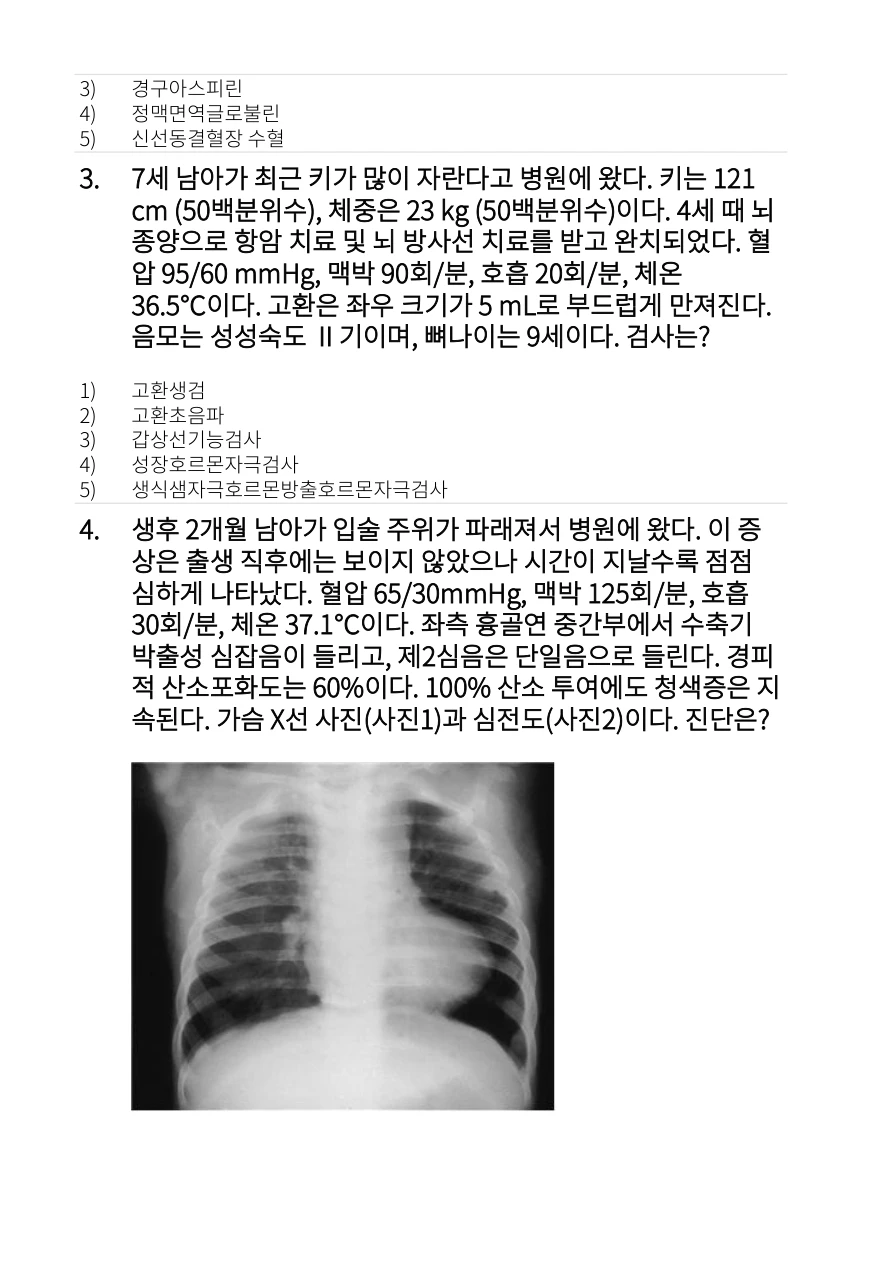 3) 경구아스피린
4) 정맥면역글로불린
5) 신선동결혈장 수혈
3. 7세 남아가 최근 키가 많이 자란다고 병원에 왔다. 키는 121
cm (50백분위수), 체중은 23 kg (50백분위수)이다. 4세 때 뇌
종양으로 항암 치료 및 뇌 방사선 치료를 받고 완치되었다. 혈
압 95/60 mmHg, 맥박 90회/분, 호흡 20회/분, 체온
36.5°C이다. 고환은 좌우 크기가 5 mL로 부드럽게 만져진다.
음모는 성성숙도 Ⅱ기이며, 뼈나이는 9세이다. 검사는?
1) 고환생검
2) 고환초음파
3) 갑상선기능검사
4) 성장호르몬자극검사
5) 생식샘자극호르몬방출호르몬자극검사
4. 생후 2개월 남아가 입술 주위가 파래져서 병원에 왔다. 이 증
상은 출생 직후에는 보이지 않았으나 시간이 지날수록 점점
심하게 나타났다. 혈압 65/30mmHg, 맥박 125회/분, 호흡
30회/분, 체온 37.1°C이다. 좌측 흉골연 중간부에서 수축기
박출성 심잡음이 들리고, 제2심음은 단일음으로 들린다. 경피
적 산소포화도는 60%이다. 100% 산소 투여에도 청색증은 지
속된다. 가슴 X선 사진(사진1)과 심전도(사진2)이다. 진단은?